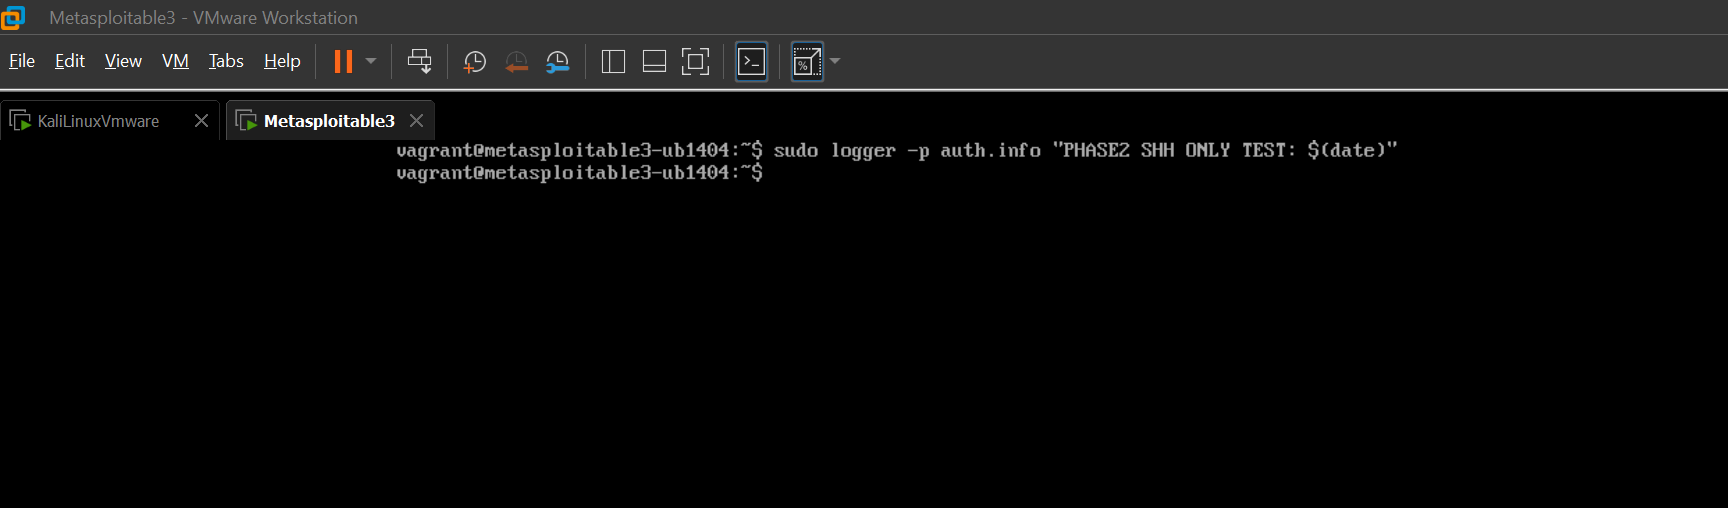 Metasploitable3 - VMware Workstation
File Edit View VM Tabs Help
KaliLinuxVmware Metasploitable3
vagrant@metasploitable3-ub1404:~$ sudo logger -p auth.info "PHASE2 SHH ONLY TEST: $(date)"
vagrant@metasploitable3-ub1404:~$